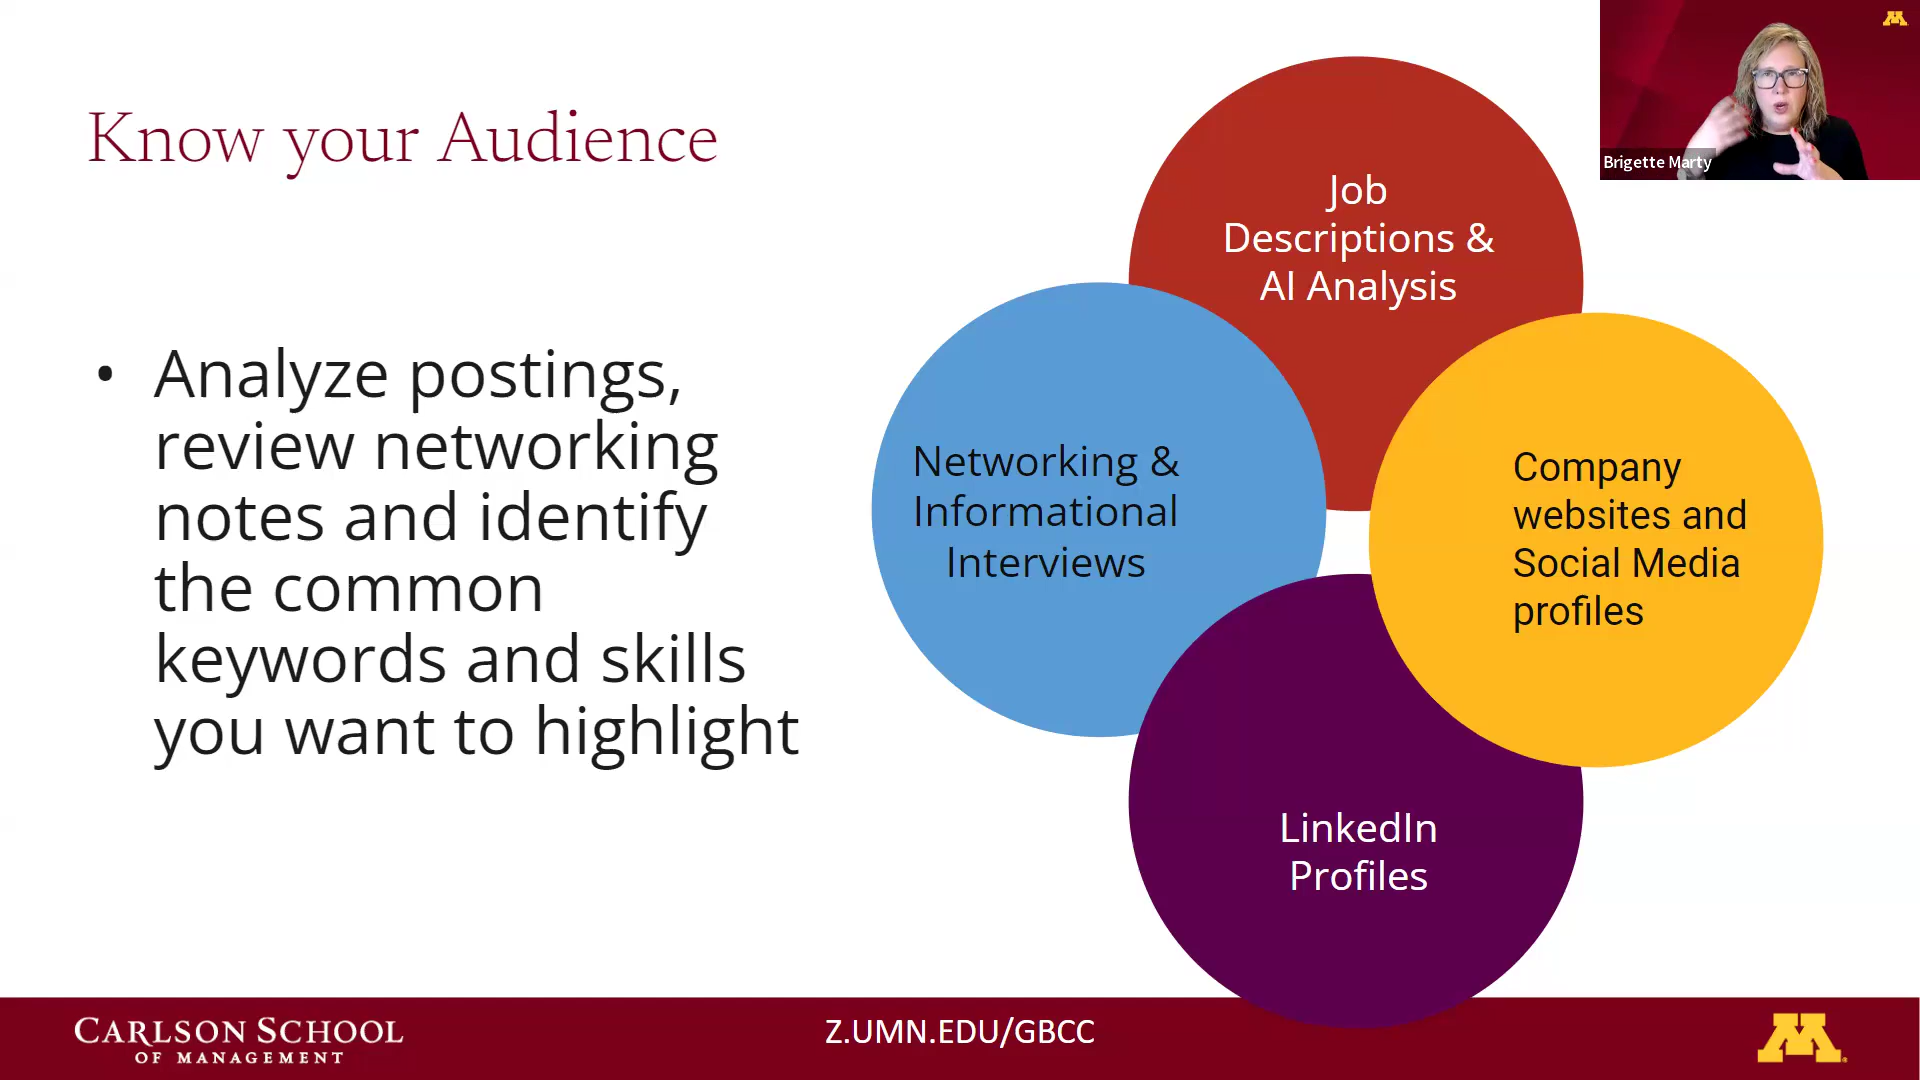 Know your Audience
• Analyze postings,
review networking
notes and identify
the common
keywords and skills
you want to highlight
Job
Descriptions &
AI Analysis
Networking &
Informational
Interviews
Company
websites and
Social Media
profiles
LinkedIn
Profiles
Brigette Marty
M
CARLSON SCHOOL
OF MANAGEMENT
Z.UMN.EDU/GBCC
M